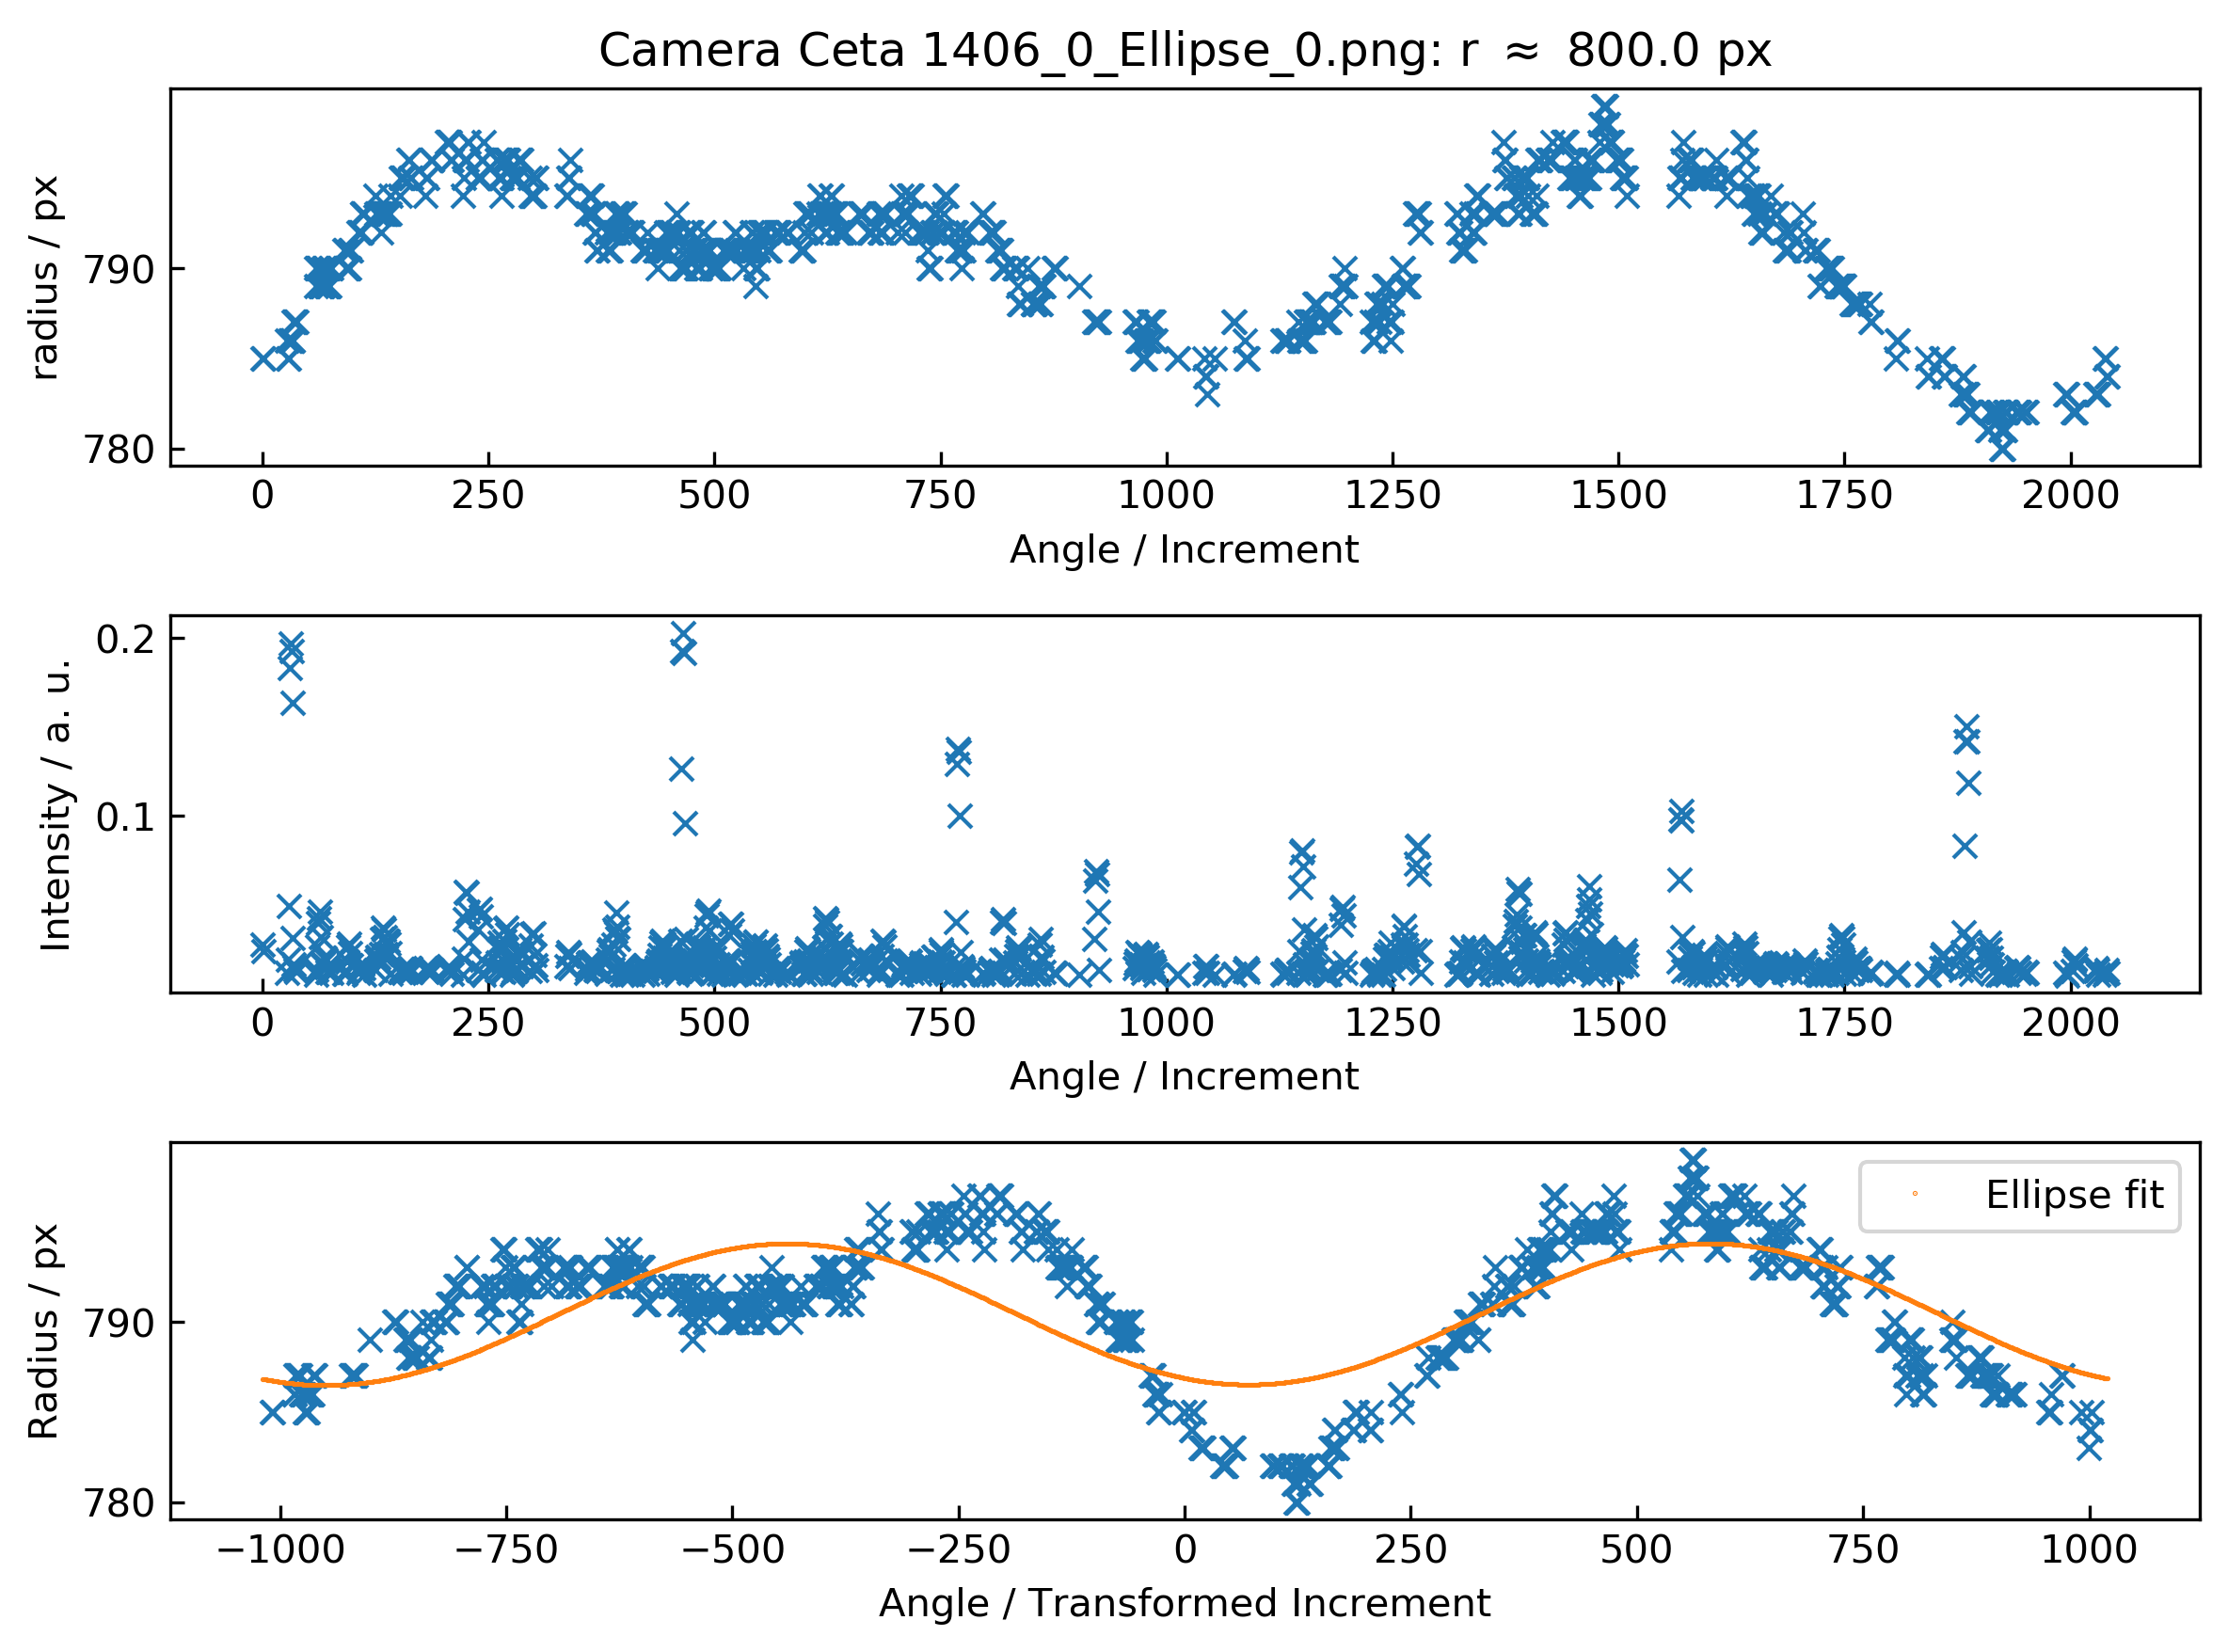 Camera Ceta 1406_0_Ellipse_0.png: r ≈ 800.0 px
radius / px
790
780
0 250 500 750 1000 1250 1500 1750 2000
Angle / Increment
Intensity / a. u.
0.2
0.1
0 250 500 750 1000 1250 1500 1750 2000
Angle / Increment
Radius / px
790
780
Ellipse fit
−1000 −750 −500 −250 0 250 500 750 1000
Angle / Transformed Increment